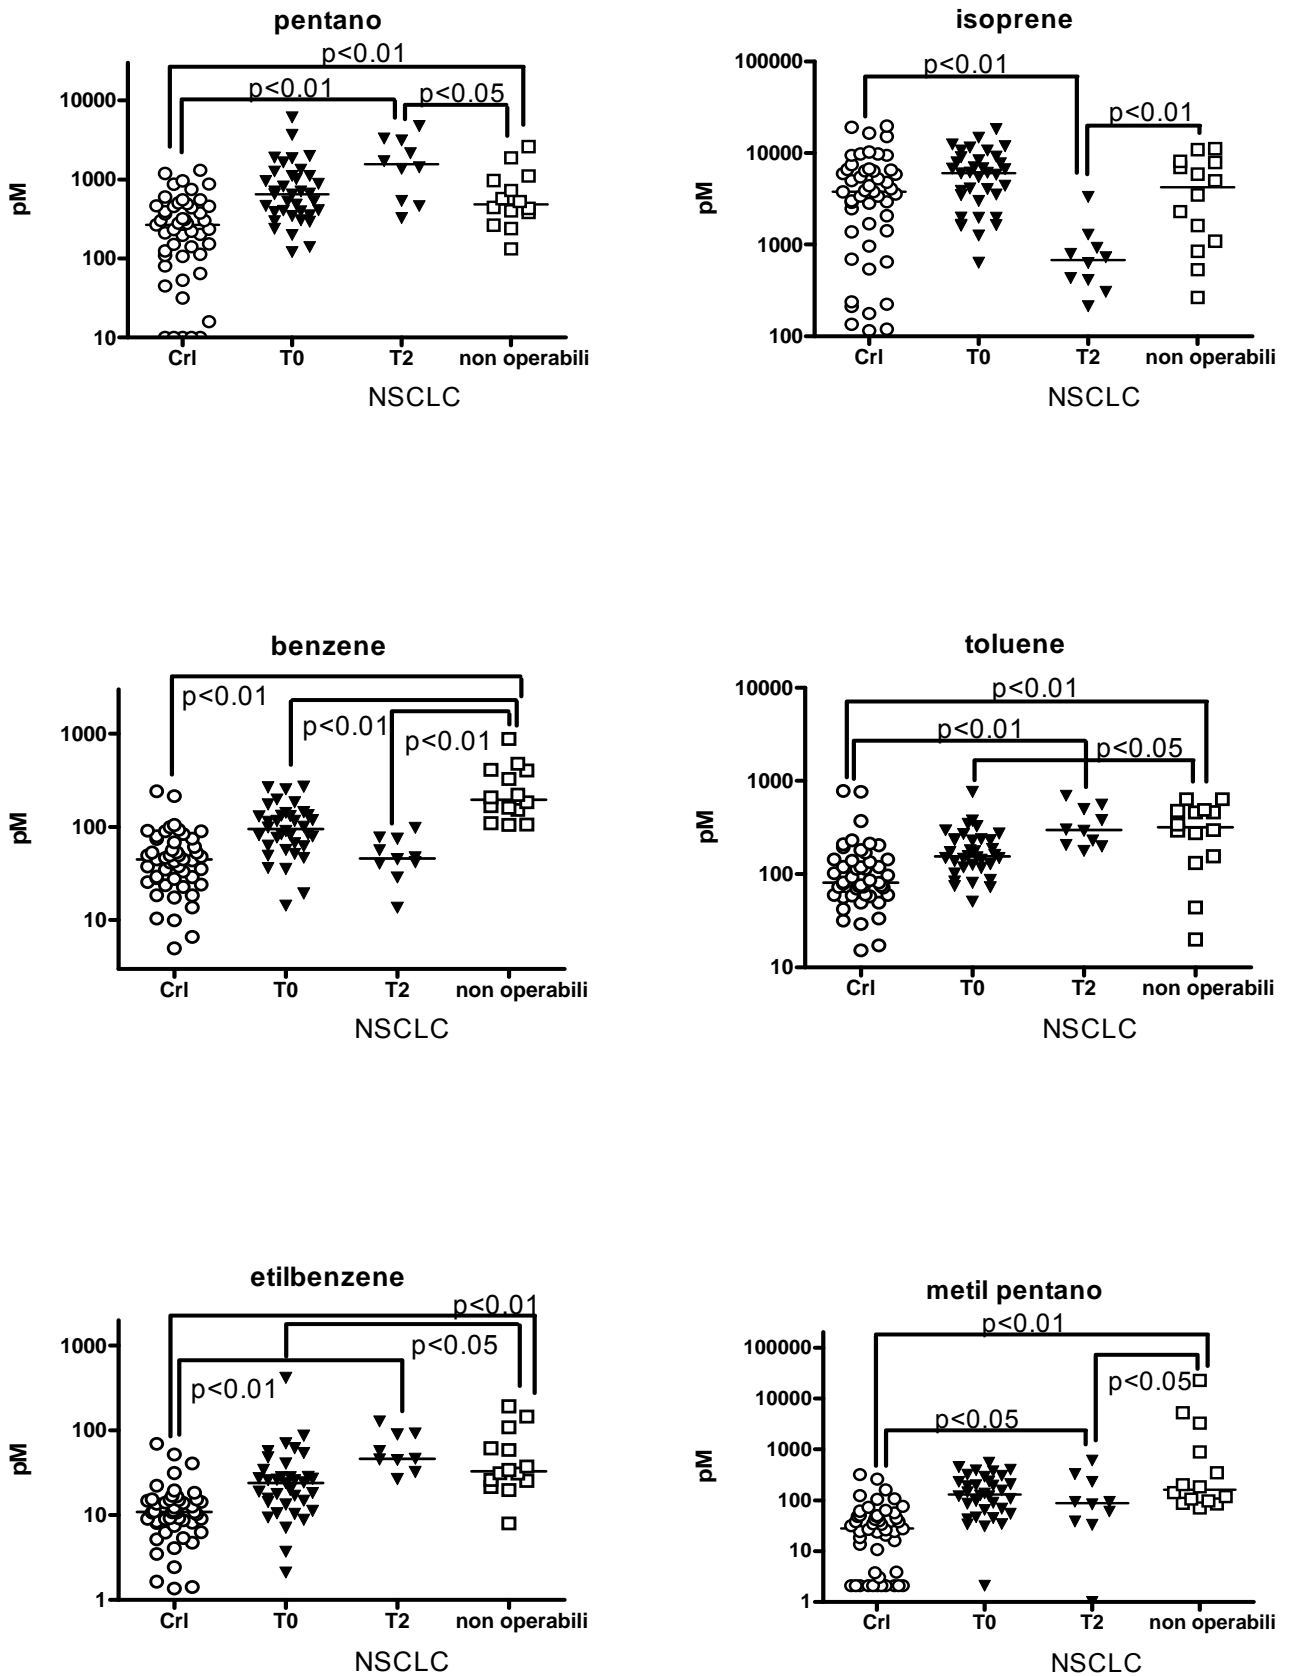 pentano
p<0.01
p<0.01
p<0.05
10000
1000
100
10
pM
Crl
T0
T2
non operabili
NSCLC
isoprene
p<0.01
p<0.01
100000
10000
1000
100
pM
Crl
T0
T2
non operabili
NSCLC
benzene
p<0.01
p<0.01
p<0.01
1000
100
10
pM
Crl
T0
T2
non operabili
NSCLC
toluene
p<0.01
p<0.01
p<0.05
10000
1000
100
10
pM
Crl
T0
T2
non operabili
NSCLC
etilbenzene
p<0.01
p<0.05
p<0.01
1000
100
10
1
pM
Crl
T0
T2
non operabili
NSCLC
metil pentano
p<0.01
p<0.05
p<0.05
100000
10000
1000
100
10
1
pM
Crl
T0
T2
non operabili
NSCLC